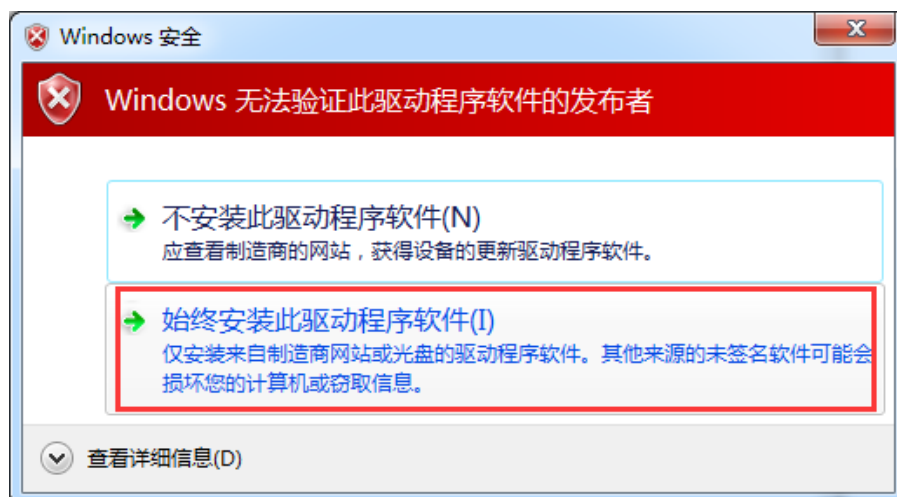 Windows 安全
Windows 无法验证此驱动程序软件的发布者
不安装此驱动程序软件(N)
应查看制造商的网站，获得设备的更新驱动程序软件。
始终安装此驱动程序软件(I)
仅安装来自制造商网站或光盘的驱动程序软件。其他来源的未签名软件可能会
损坏您的计算机或窃取信息。
查看详细信息(D)